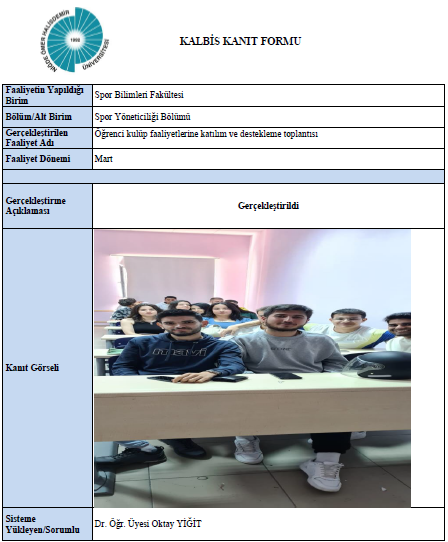 NİĞDE ÖMER HALİSDEMİR ÜNİVERSİTESİ
1992
KALBİS KANIT FORMU
Faaliyetin Yapıldığı
Birim
Spor Bilimleri Fakültesi
Bölüm/Alt Birim
Spor Yöneticiliği Bölümü
Gerçekleştirilen
Faaliyet Adı
Öğrenci kulüp faaliyetlerine katılım ve destekleme toplantısı
Faaliyet Dönemi
Mart
Gerçekleştirme
Açıklaması
Gerçekleştirildi
Kanıt Görseli
Sisteme
Yükleyen/Sorumlu
Dr. Öğr. Üyesi Oktay YİĞİT